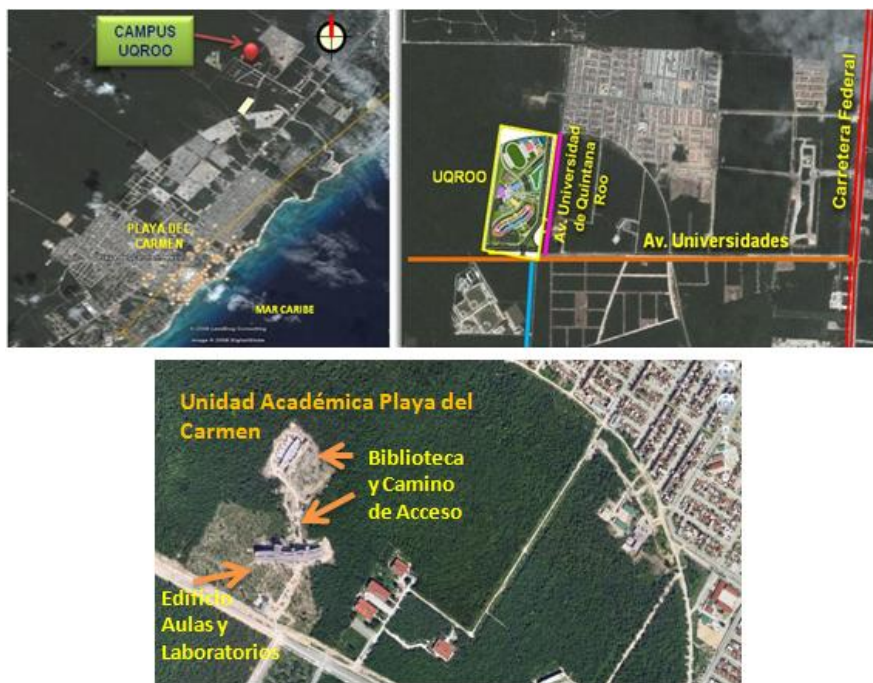 CAMPUS
UQROO
PLAYA DEL
CARMEN
MAR CARIBE
UQROO
Av. Universidad
de Quintana
Roo
Av. Universidades
Carretera Federal
Unidad Académica Playa del
Carmen
Biblioteca
y Camino
de Acceso
Edificio
Aulas y
Laboratorios